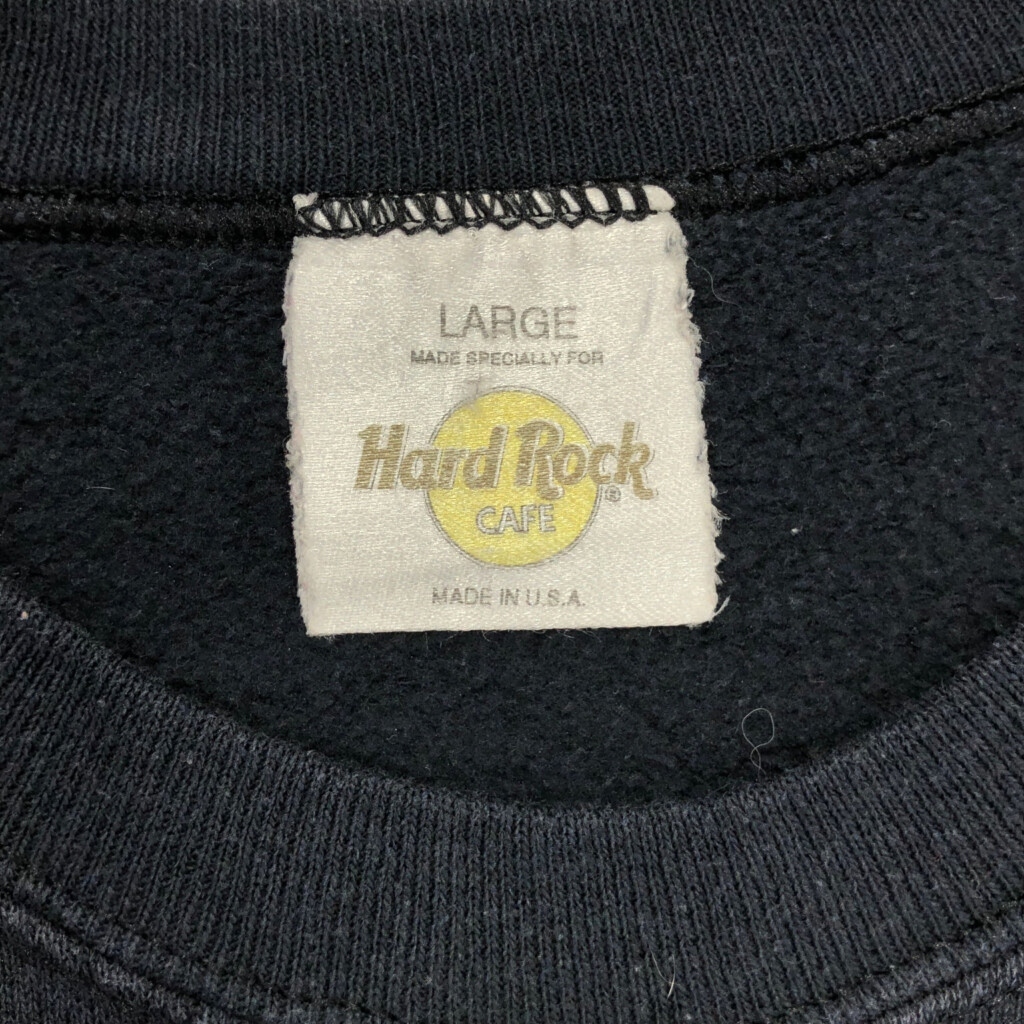 LARGE
MADE SPECIALLY FOR
Hard Rock®
CAFE
MADE IN U.S.A.